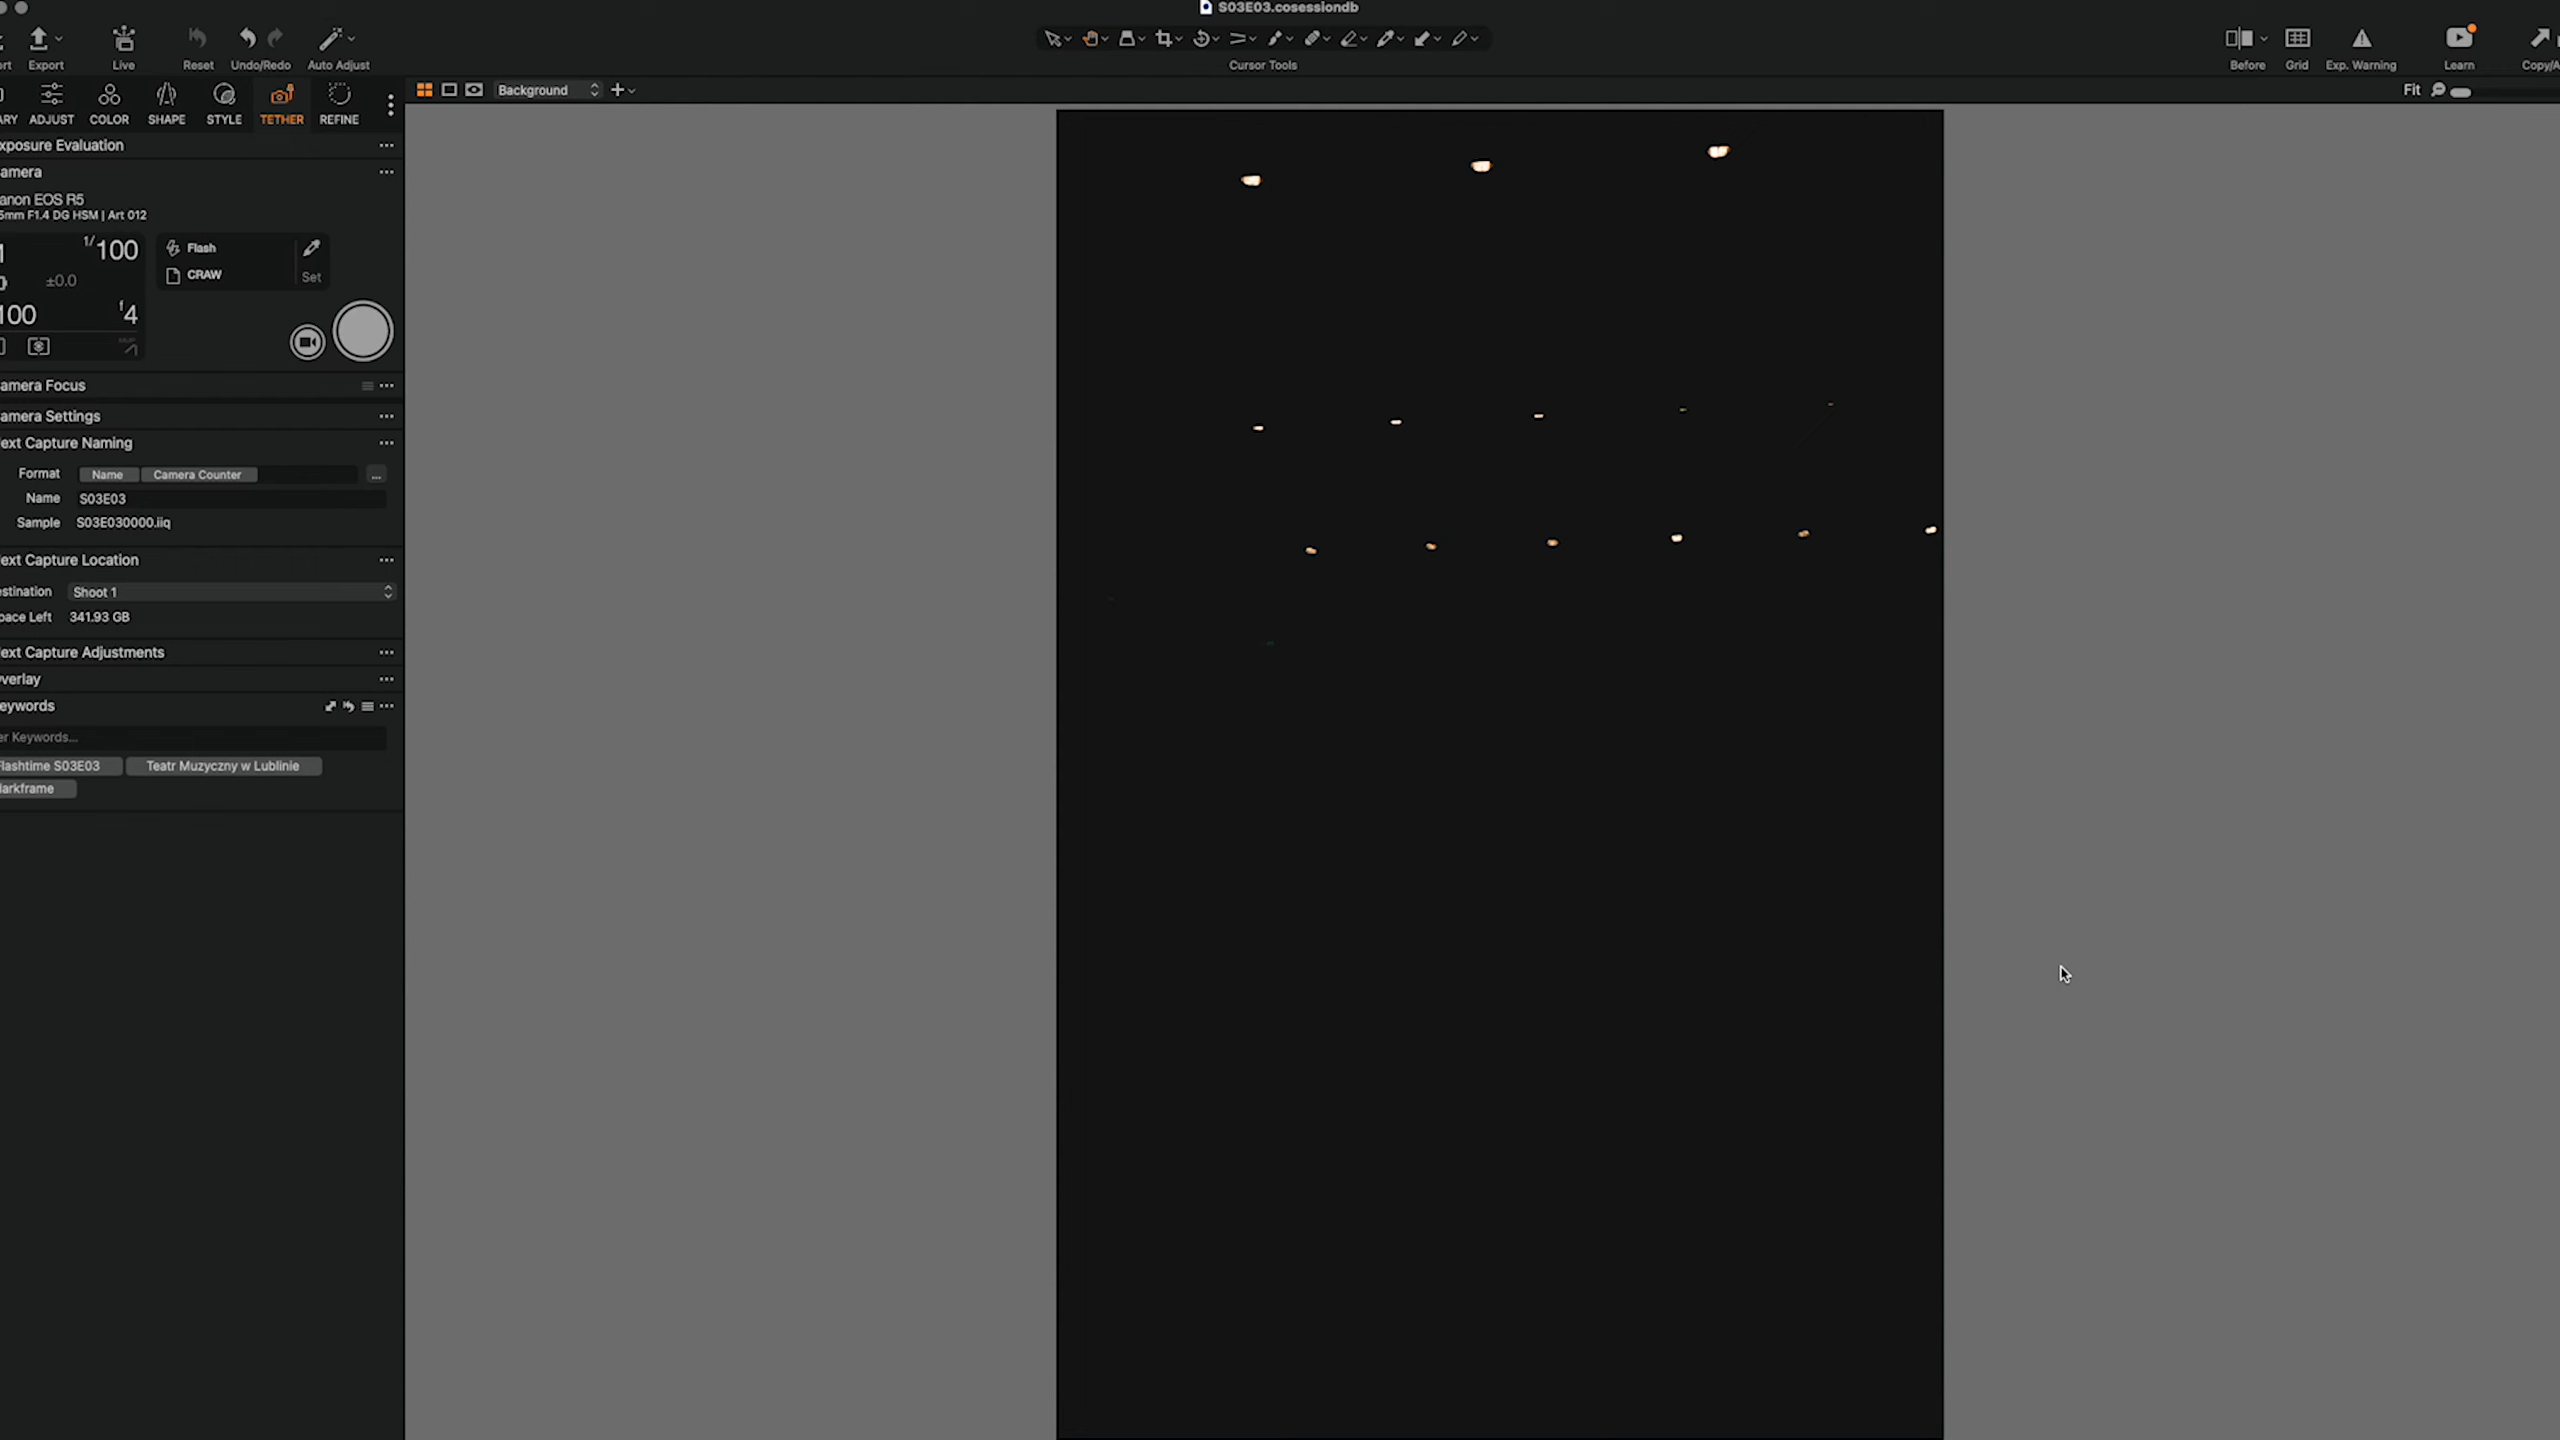 S03E03.cosessiondb
Export
Live
Reset
Undo/Redo
Auto Adjust
Cursor Tools
Before
Grid
Exp. Warning
Learn
Copy/A
ADJUST
COLOR
SHAPE
STYLE
TETHER
REFINE
Background
Fit
xposure Evaluation
amera
anon EOS R5
5mm F1.4 DG HSM | Art 012
1/100
Flash
±0.0
CRAW
Set
100
f4
amera Focus
amera Settings
ext Capture Naming
Format
Name
Camera Counter
...
Name
S03E03
Sample
S03E030000.iiq
ext Capture Location
estination
Shoot 1
pace Left
341.93 GB
ext Capture Adjustments
verlay
eywords
er Keywords...
lashtime S03E03
Teatr Muzyczny w Lublinie
arkframe